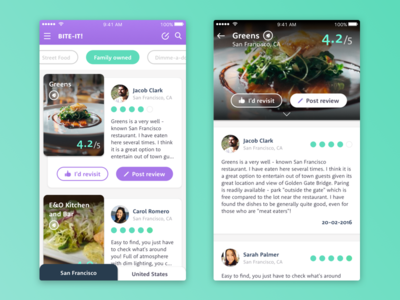 9:41 AM
BITE-IT!
Street Food
Family owned
Greens
4.2/5
Jacob Clark
San Francisco, CA
Greens is a very well -
known San Francisco
restaurant. I have eaten
here several times. I think
it is a great option to
entertain out of town gu...
I'd revisit
Post review
E&O Kitchen
and Bar
Carol Romero
San Francisco, CA
Easy to find, you just have
to check what's around
you! Full of atmosphere
with dim lighting, you c...
San Francisco
United States
9:41 AM
Greens
San Francisco, CA
4.2/5
I'd revisit
Post review
Jacob Clark
San Francisco, CA
Greens is a very well - known San Francisco
restaurant. I have eaten here several times. I think it
is a great option to entertain out of town guests given
its great location and view of Golden Gate Bridge. Paring
is readily available - park "outside the gate" which is
free compared to the near the restaurant lot. I have
found the dishes to be generally quite good, even for
those who are "meat eaters"!
20-02-2016
Sarah Palmer
San Francisco, CA
Easy to find, you just have to check what's around